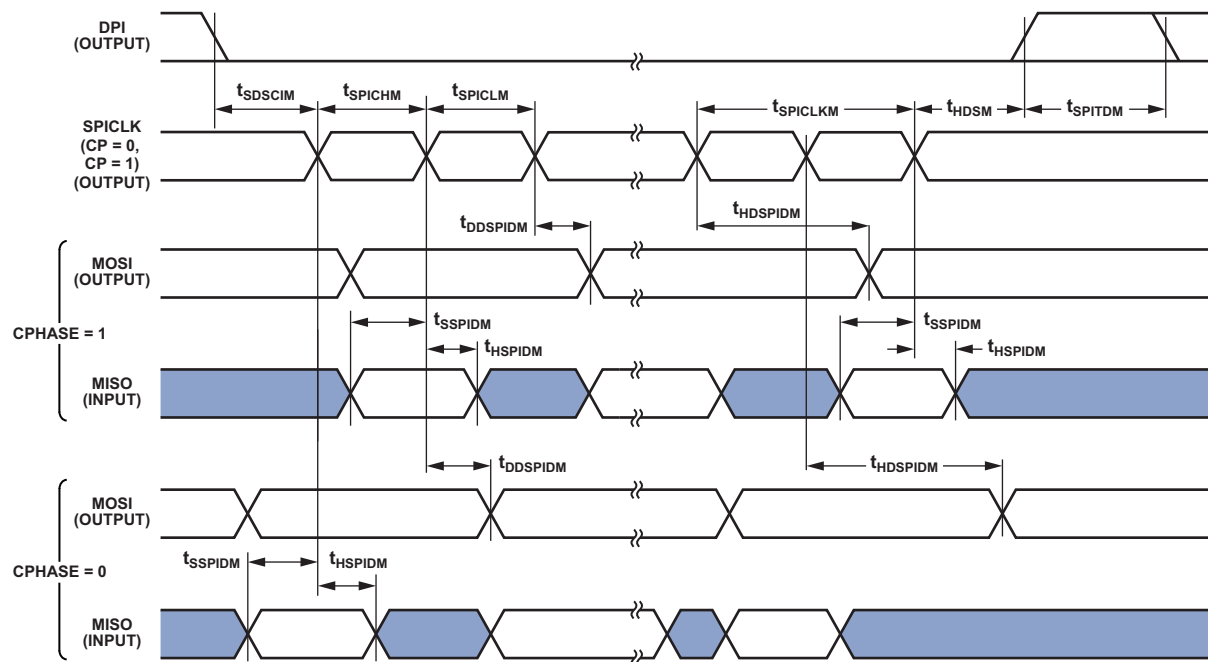 DPI
(OUTPUT)
tSDSCIM
tSPICHM
tSPICLM
tSPICLKM
tHDSM
tSPITDM
SPICLK
(CP = 0,
CP = 1)
(OUTPUT)
tDDSPIDM
tHDSPIDM
MOSI
(OUTPUT)
CPHASE = 1
tSSPIDM
tSSPIDM
tHSPIDM
tHSPIDM
MISO
(INPUT)
tDDSPIDM
tHDSPIDM
MOSI
(OUTPUT)
tSSPIDM
tHSPIDM
CPHASE = 0
MISO
(INPUT)